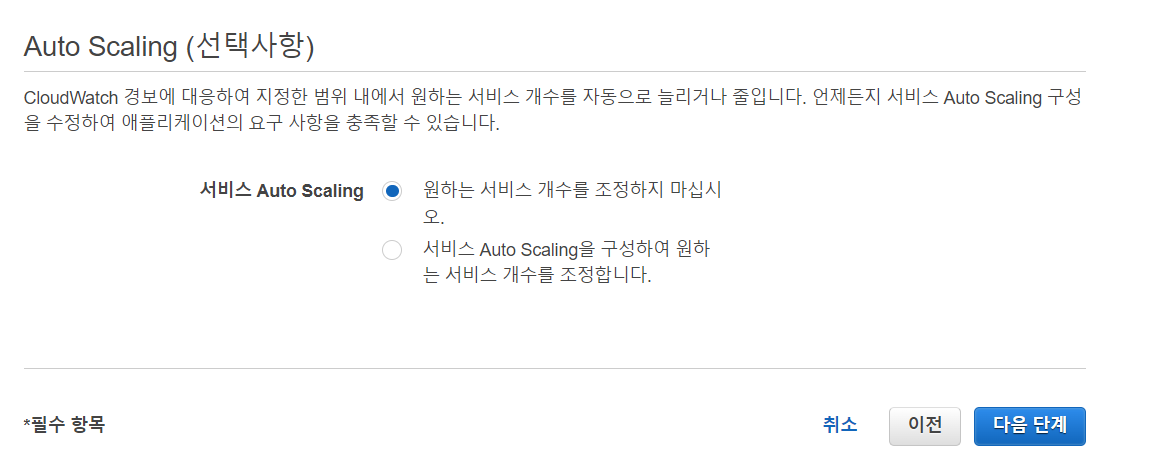 Auto Scaling (선택사항)
CloudWatch 경보에 대응하여 지정한 범위 내에서 원하는 서비스 개수를 자동으로 늘리거나 줄입니다. 언제든지 서비스 Auto Scaling 구성
을 수정하여 애플리케이션의 요구 사항을 충족할 수 있습니다.
서비스 Auto Scaling
원하는 서비스 개수를 조정하지 마십시
오.
서비스 Auto Scaling을 구성하여 원하
는 서비스 개수를 조정합니다.
*필수 항목
취소
이전
다음 단계